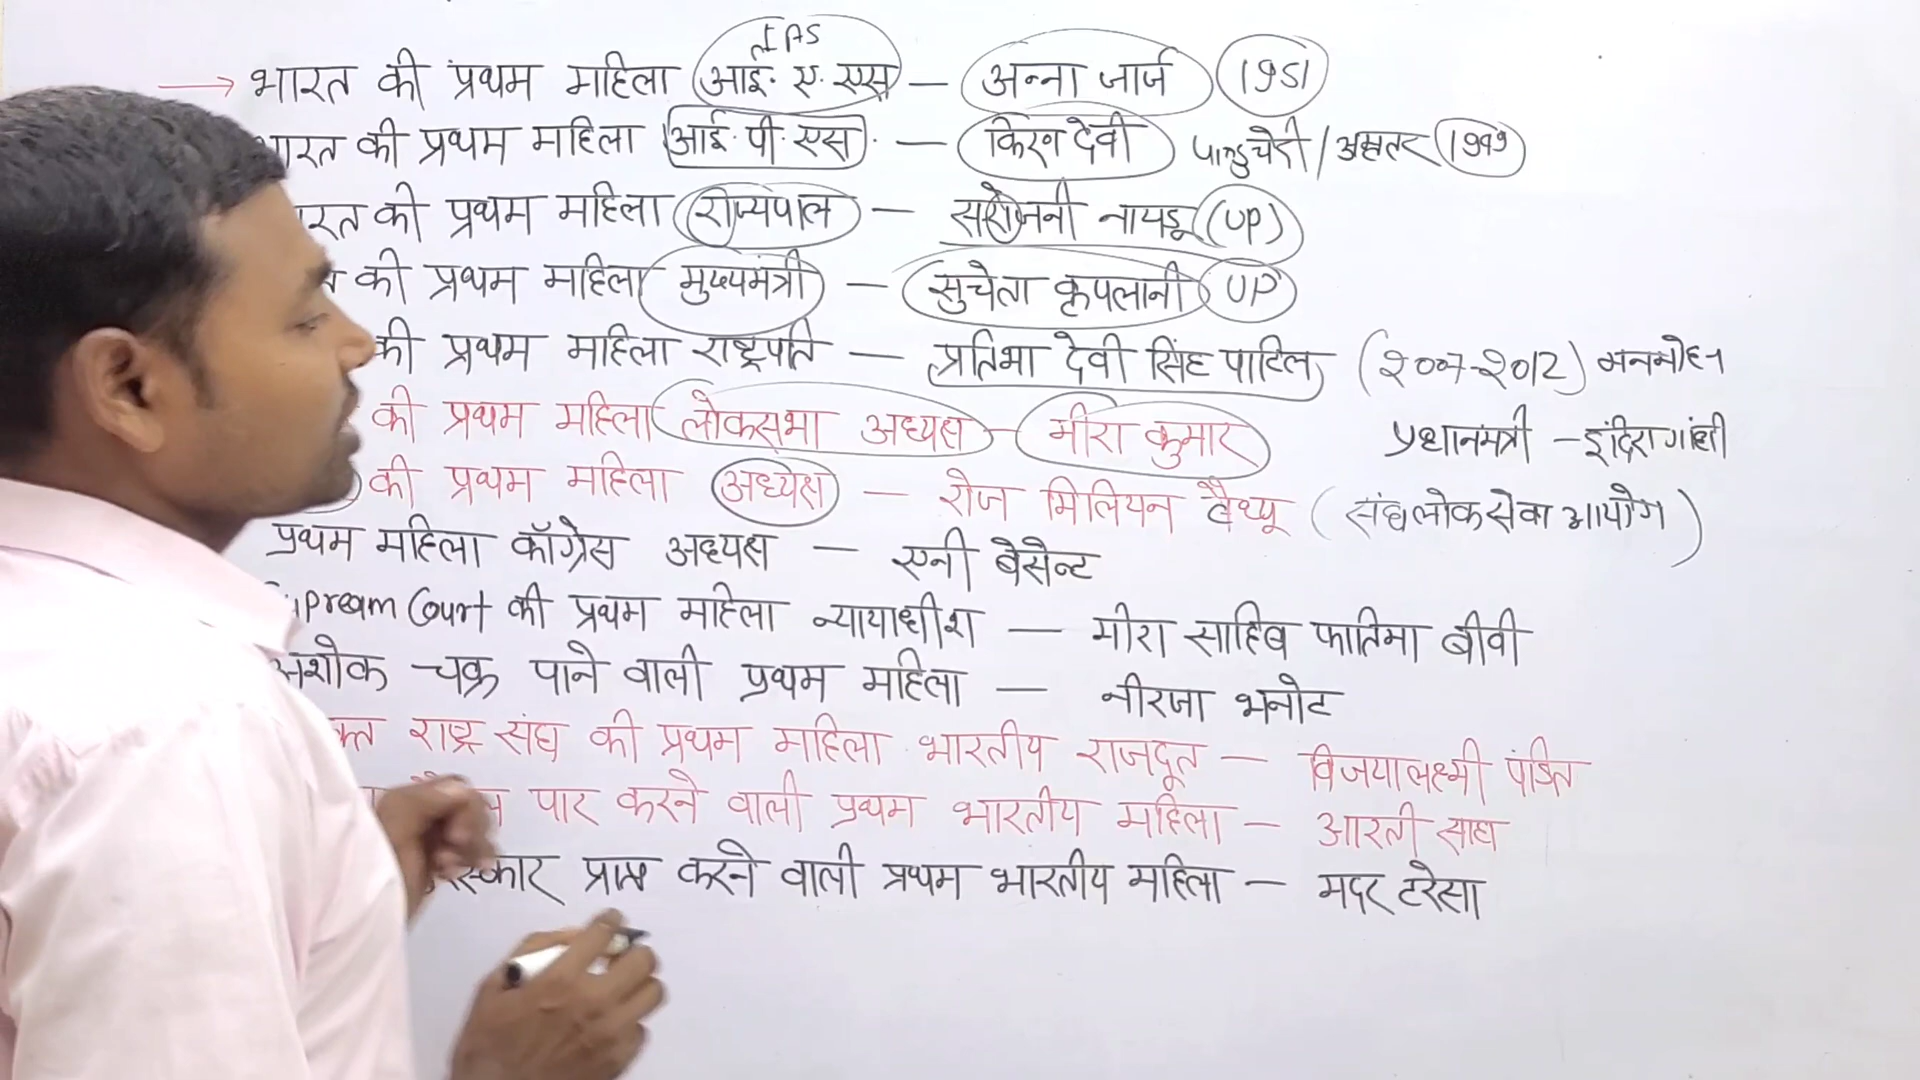 IAS
भारत की प्रथम महिला आई. ए. एस — अन्ना जार्ज 1951
भारत की प्रथम महिला आई. पी. एस. — किरण देवी पाण्डुचेरी / अमृतसर
रत की प्रथम महिला राज्यपाल — सरोजनी नायडू (UP)
की प्रथम महिला मुख्यमंत्री — सुचेता कृपलानी UP
की प्रथम महिला राष्ट्रपति — प्रतिभा देवी सिंह पाटिल (2007-2012) मनमोहन
की प्रथम महिला लोकसभा अध्यक्ष — मीरा कुमार प्रधानमंत्री – इंदिरा गांधी
की प्रथम महिला अध्यक्ष — रोज मिलियन वैथ्यू (संघ लोक सेवा आयोग)
प्रथम महिला काँग्रेस अध्यक्ष — एनी बेसेन्ट
Supream Court की प्रथम महिला न्यायाधीश — मीरा साहिब फातिमा बीवी
अशोक चक्र पाने वाली प्रथम महिला — नीरजा भनोट
क्त राष्ट्र संघ की प्रथम महिला भारतीय राजदूत — विजयालक्ष्मी पंडित
पार करने वाली प्रथम भारतीय महिला — आरती साहा
रस्कार प्राप्त करने वाली प्रथम भारतीय महिला — मदर टेरेसा